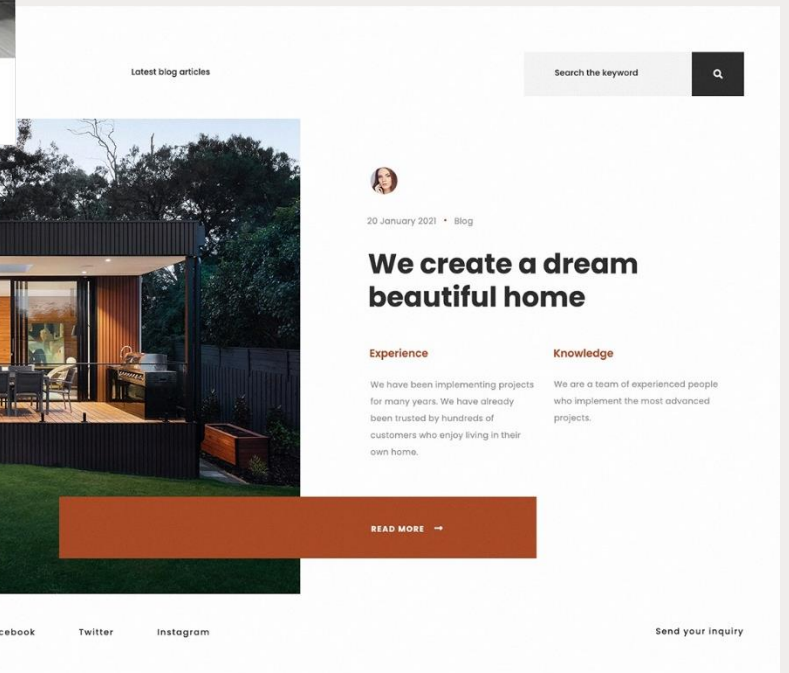 Latest blog articles
Search the keyword
20 January 2021 • Blog
We create a dream
beautiful home
Experience
We have been implementing projects
for many years. We have already
been trusted by hundreds of
customers who enjoy living in their
own home.
Knowledge
We are a team of experienced people
who implement the most advanced
projects.
READ MORE →
cebook
Twitter
Instagram
Send your inquiry